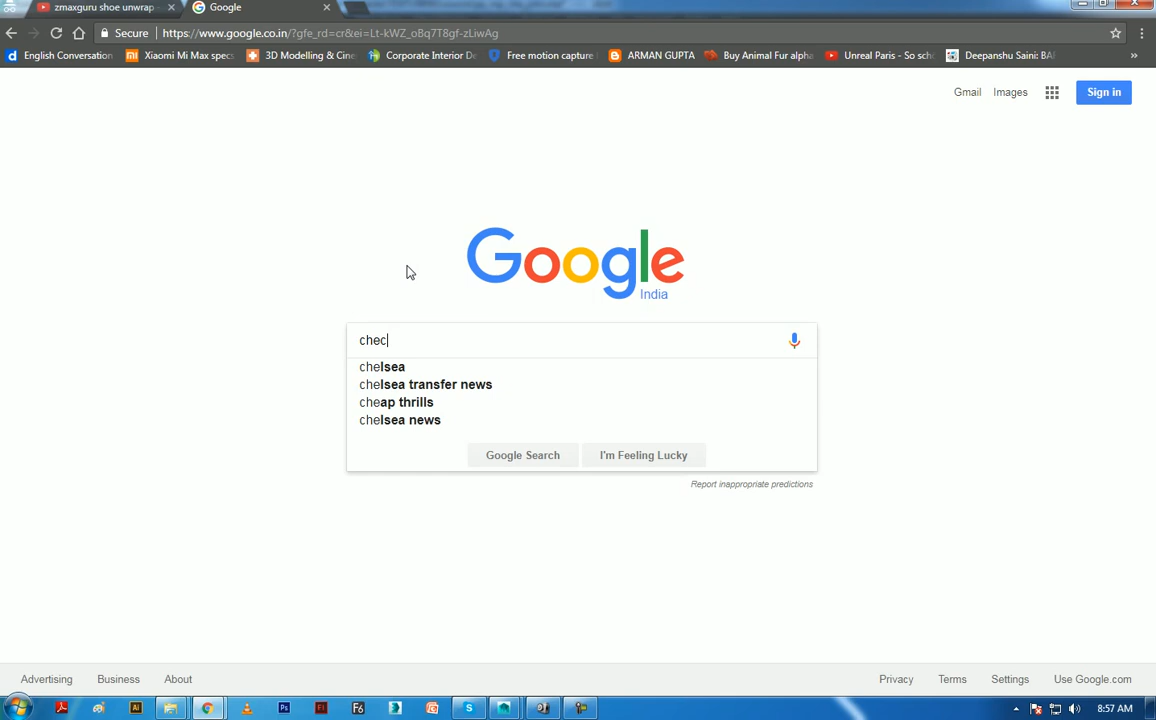 zmaxguru shoe unwrap -
Google
Secure
https://www.google.co.in/?gfe_rd=cr&ei=Lt-kWZ_oBq7T8gf-zLiwAg
English Conversation
Xiaomi Mi Max specs
3D Modelling & Cine
Corporate Interior De
Free motion capture
ARMAN GUPTA
Buy Animal Fur alpha
Unreal Paris - So sch
Deepanshu Saini: BA
Gmail Images
Sign in
Google
India
chec
chelsea
chelsea transfer news
cheap thrills
chelsea news
Google Search
I'm Feeling Lucky
Report inappropriate predictions
Advertising Business About
Privacy Terms Settings Use Google.com
8:57 AM